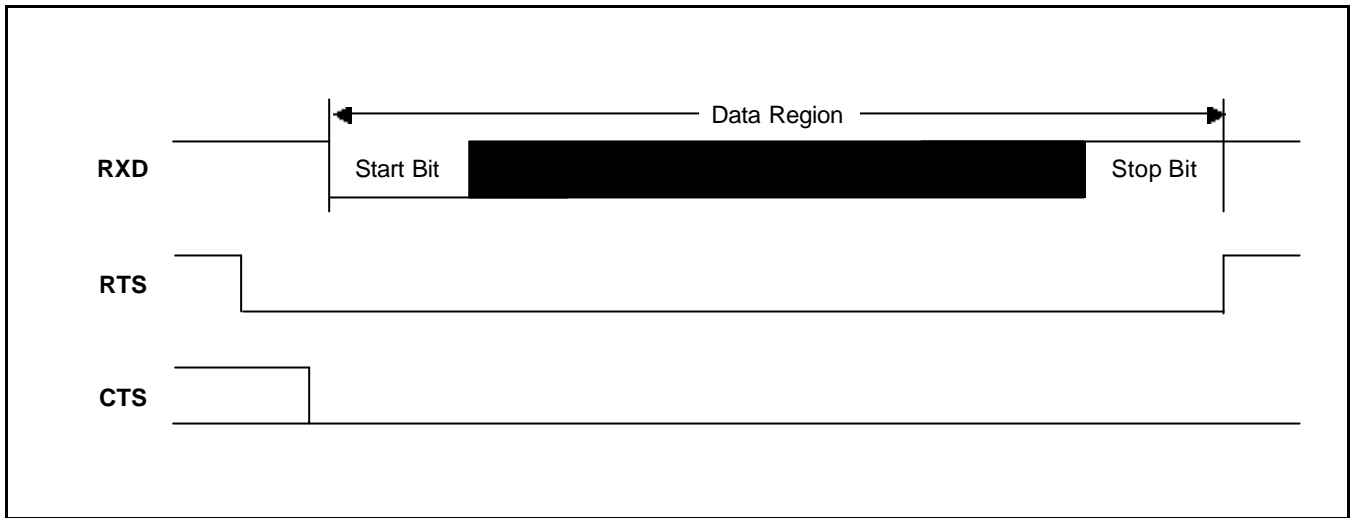 Data Region
RXD
Start Bit
Stop Bit
RTS
CTS